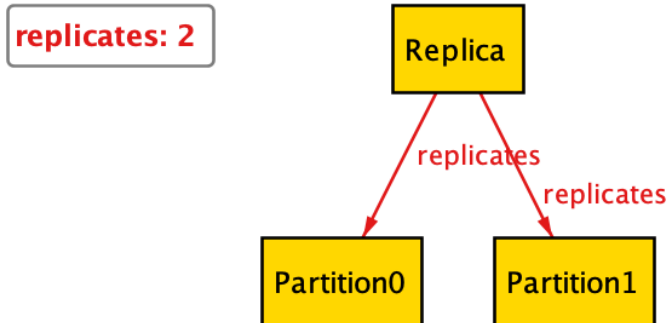 replicates: 2
Replica
replicates
replicates
Partition0
Partition1